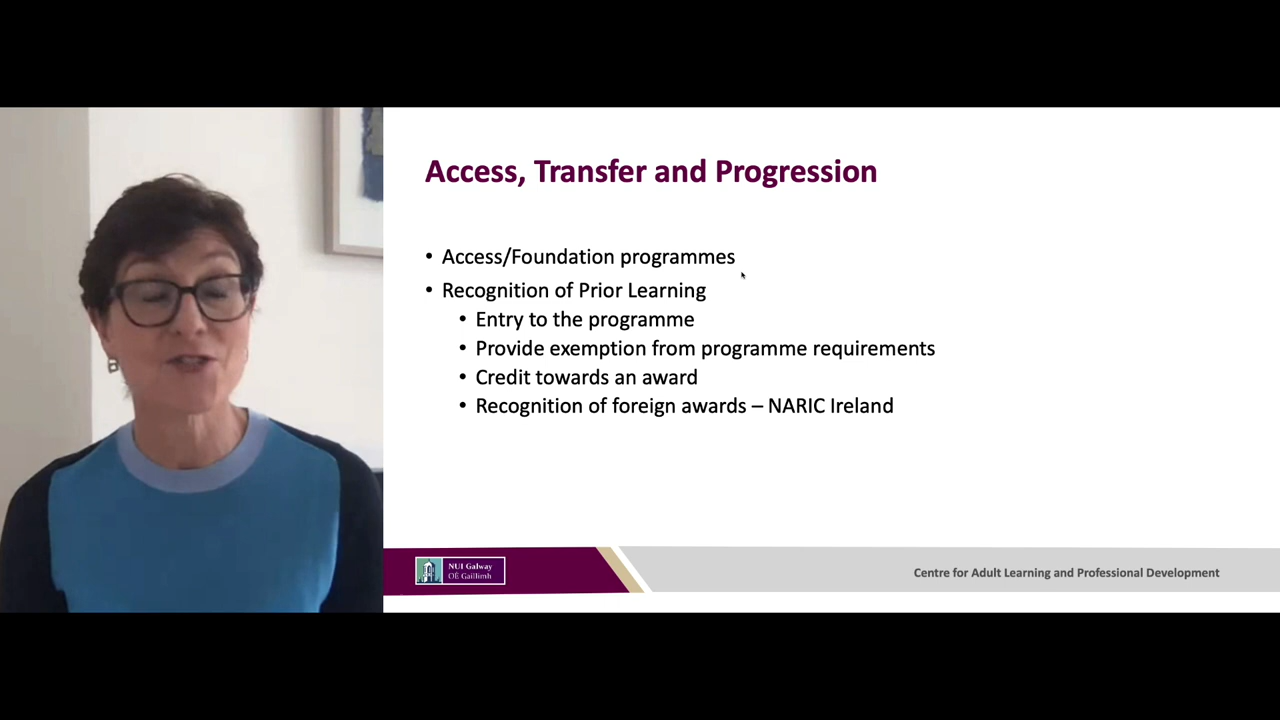 Access, Transfer and Progression
• Access/Foundation programmes
• Recognition of Prior Learning
• Entry to the programme
• Provide exemption from programme requirements
• Credit towards an award
• Recognition of foreign awards – NARIC Ireland
NUI Galway
OÉ Gaillimh
Centre for Adult Learning and Professional Development